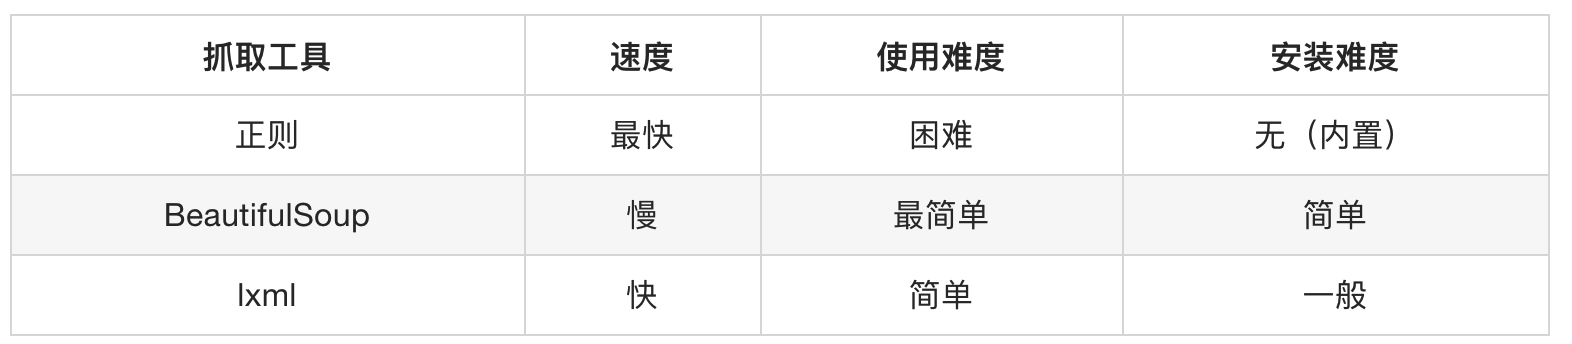 抓取工具 速度 使用难度 安装难度
正则 最快 困难 无（内置）
BeautifulSoup 慢 最简单 简单
lxml 快 简单 一般